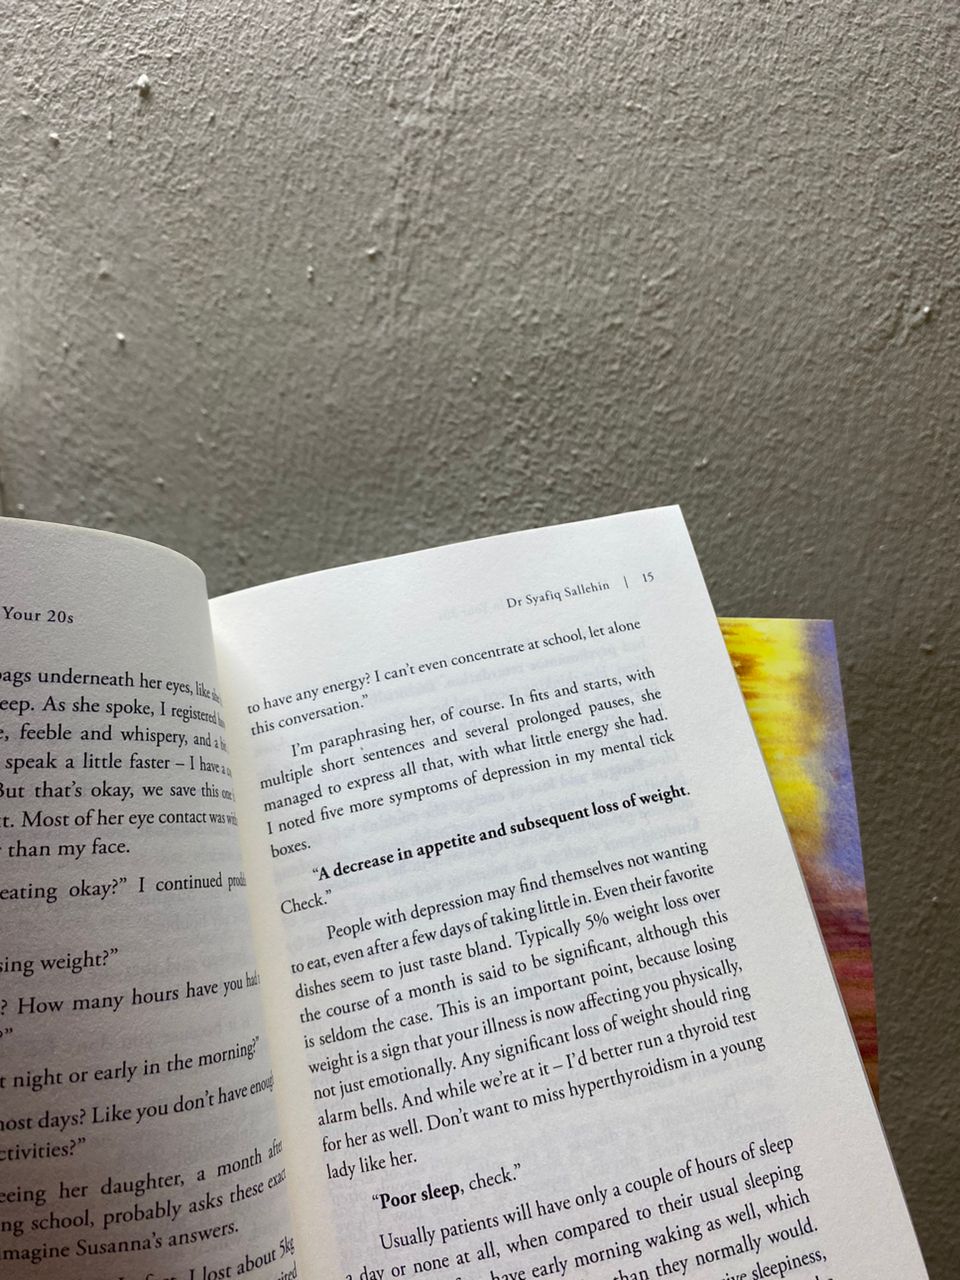 Your 20s
bags underneath her eyes, like she
eep. As she spoke, I registered
e, feeble and whispery, and a
speak a little faster – I have a
But that's okay, we save this one
t. Most of her eye contact was
than my face.
eating okay?" I continued
sing weight?"
? How many hours have you had
?"
t night or early in the morning?"
most days? Like you don't have enough
ctivities?"
eeing her daughter, a month after
ng school, probably asks these exact
magine Susanna's answers.
I lost about 5kg
Dr Syafiq Sallehin | 15
to have any energy? I can't even concentrate at school, let alone
this conversation."
I'm paraphrasing her, of course. In fits and starts, with
multiple short sentences and several prolonged pauses, she
managed to express all that, with what little energy she had.
I noted five more symptoms of depression in my mental tick
boxes.
"A decrease in appetite and subsequent loss of weight.
Check."
People with depression may find themselves not wanting
to eat, even after a few days of taking little in. Even their favorite
dishes seem to just taste bland. Typically 5% weight loss over
the course of a month is said to be significant, although this
is seldom the case. This is an important point, because losing
weight is a sign that your illness is now affecting you physically,
not just emotionally. Any significant loss of weight should ring
alarm bells. And while we're at it – I'd better run a thyroid test
for her as well. Don't want to miss hyperthyroidism in a young
lady like her.
"Poor sleep, check."
Usually patients will have only a couple of hours of sleep
a day or none at all, when compared to their usual sleeping
have early morning waking as well, which
than they normally would.
sleepiness,